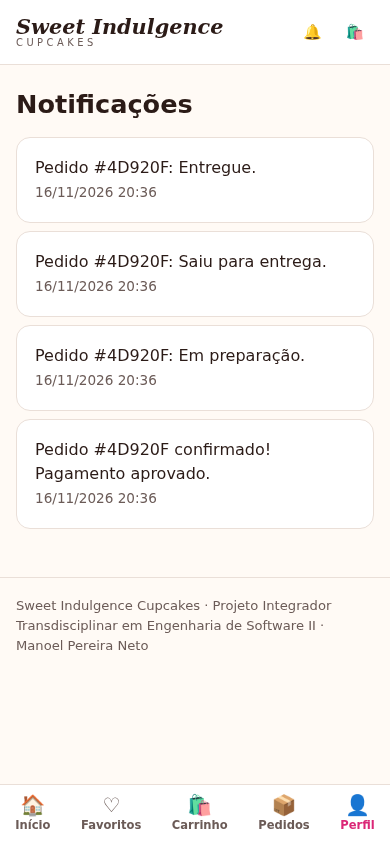 Sweet Indulgence
CUPCAKES
Notificações
Pedido #4D920F: Entregue.
16/11/2026 20:36
Pedido #4D920F: Saiu para entrega.
16/11/2026 20:36
Pedido #4D920F: Em preparação.
16/11/2026 20:36
Pedido #4D920F confirmado!
Pagamento aprovado.
16/11/2026 20:36
Sweet Indulgence Cupcakes · Projeto Integrador
Transdisciplinar em Engenharia de Software II ·
Manoel Pereira Neto
Início Favoritos Carrinho Pedidos Perfil